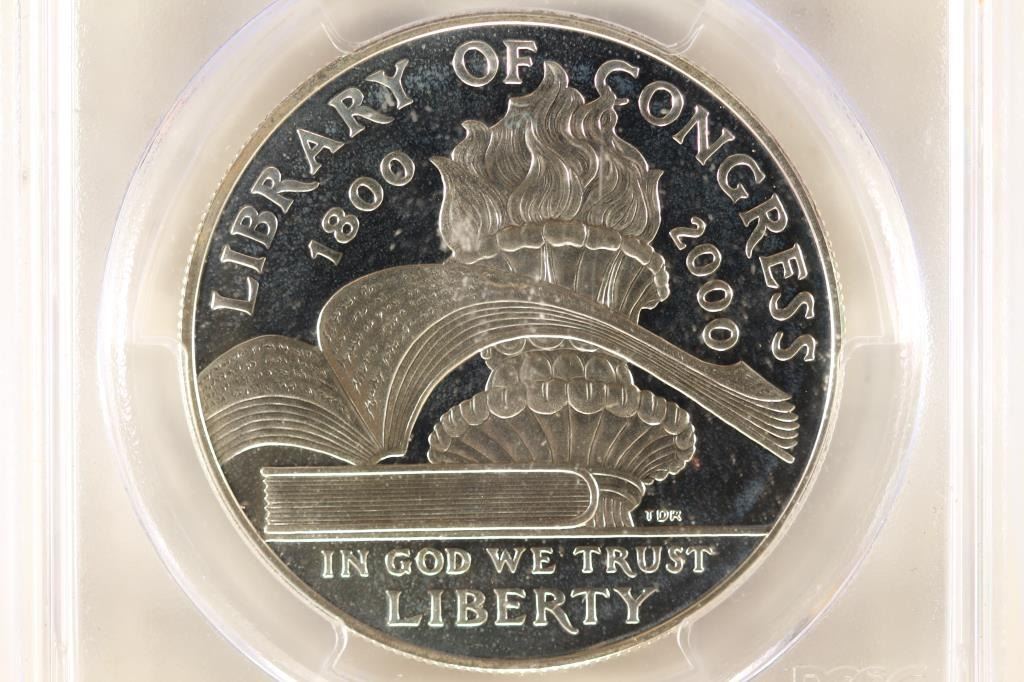 LIBRARY OF CONGRESS
1800
2000
TDR
IN GOD WE TRUST
LIBERTY